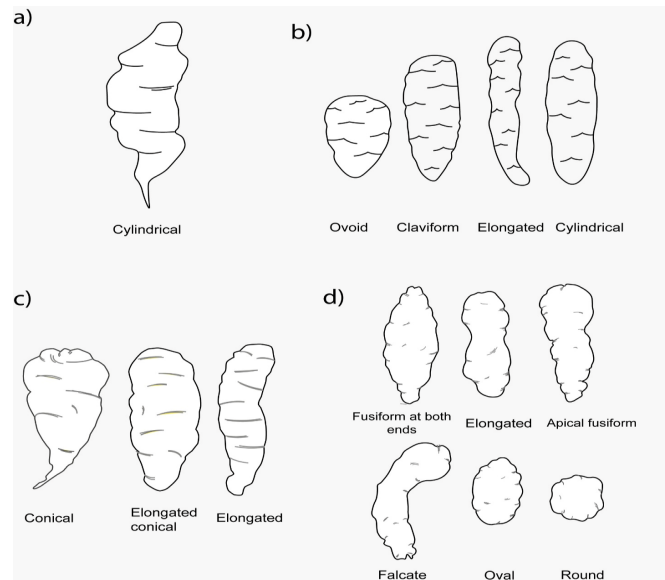 a)
Cylindrical
b)
Ovoid Claviform Elongated Cylindrical
c)
Conical
Elongated
conical
Elongated
d)
Fusiform at both
ends
Elongated
Apical fusiform
Falcate
Oval
Round